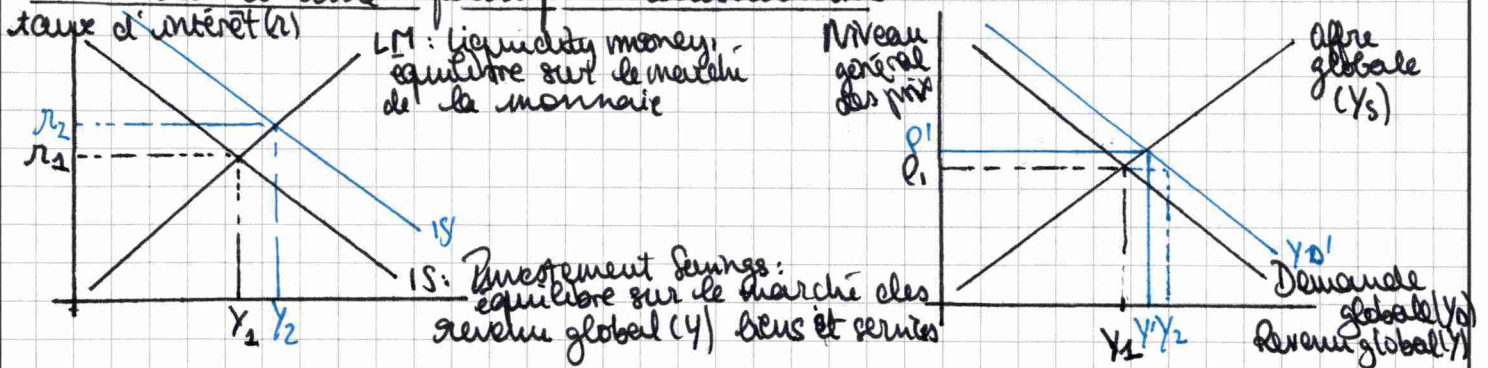 taux d'intérêt (r)
LM : Liquidity money,
équilibre sur le marché
de la monnaie
r2
r1
IS'
IS : Investement Savings :
équilibre sur le marché des
revenu global (Y) biens et services
Y1 Y2
Niveau
général
des prix
offre
globale
(YS)
P'
P1
YD'
Demande
globale (YD)
Y1 Y' Y2 Revenu global (Y)